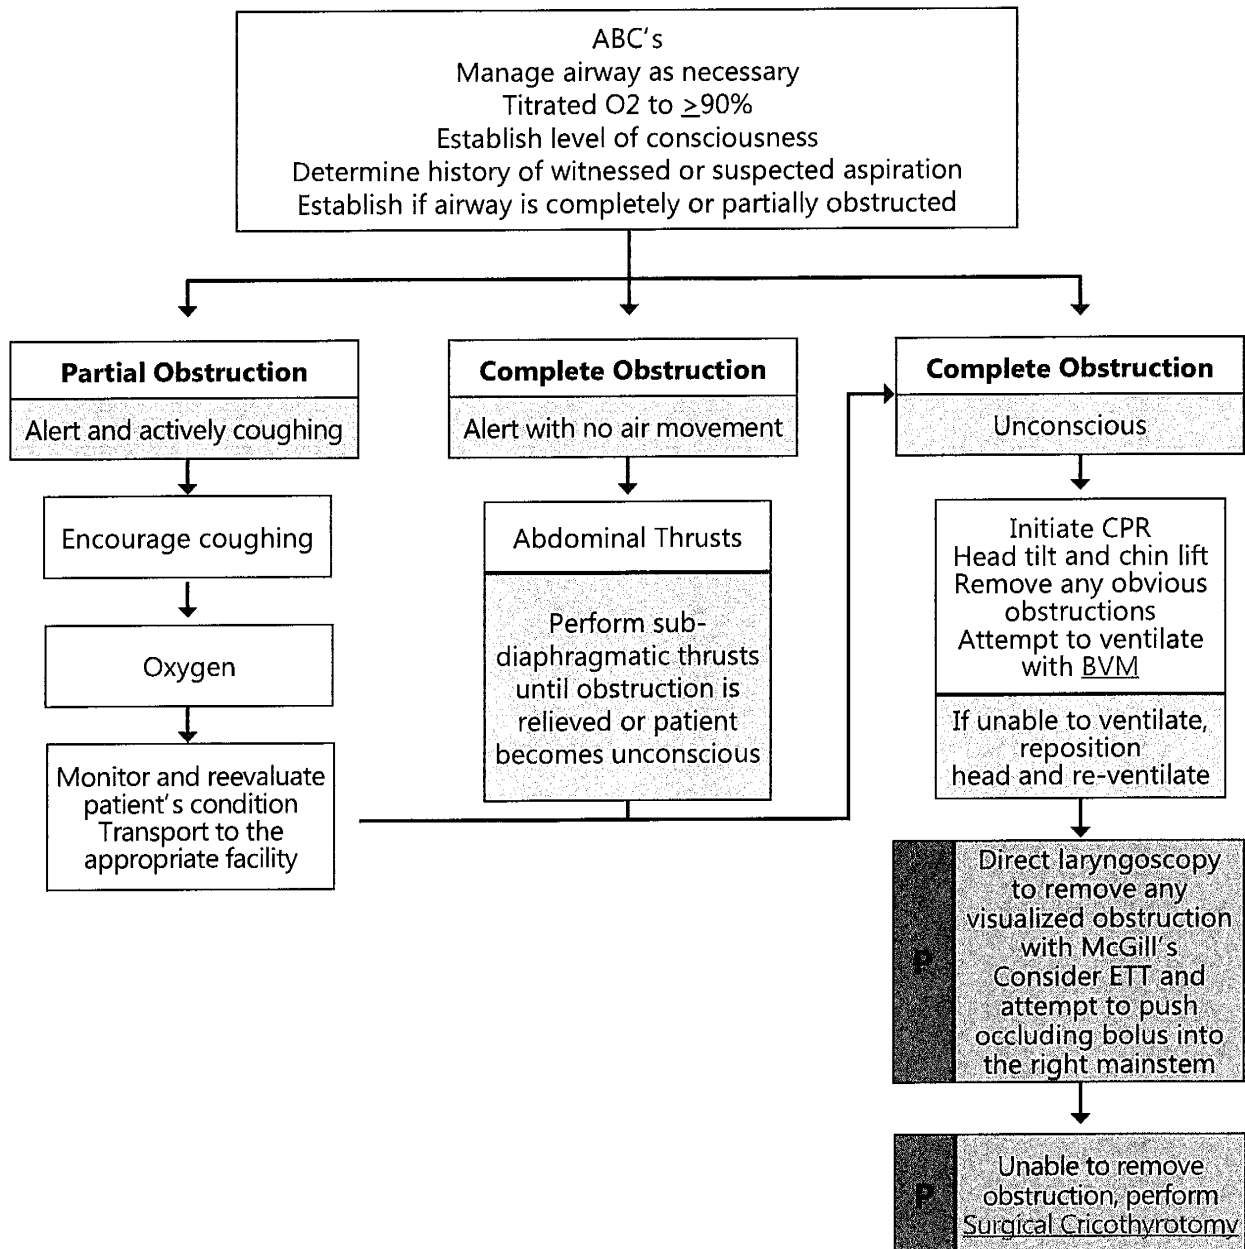 ABC's
Manage airway as necessary
Titrated O2 to ≥90%
Establish level of consciousness
Determine history of witnessed or suspected aspiration
Establish if airway is completely or partially obstructed
Partial Obstruction
Alert and actively coughing
Encourage coughing
Oxygen
Monitor and reevaluate
patient's condition
Transport to the
appropriate facility
Complete Obstruction
Alert with no air movement
Abdominal Thrusts
Perform sub-
diaphragmatic thrusts
until obstruction is
relieved or patient
becomes unconscious
Complete Obstruction
Unconscious
Initiate CPR
Head tilt and chin lift
Remove any obvious
obstructions
Attempt to ventilate
with BVM
If unable to ventilate,
reposition
head and re-ventilate
P
Direct laryngoscopy
to remove any
visualized obstruction
with McGill's
Consider ETT and
attempt to push
occluding bolus into
the right mainstem
P
Unable to remove
obstruction, perform
Surgical Cricothyrotomy